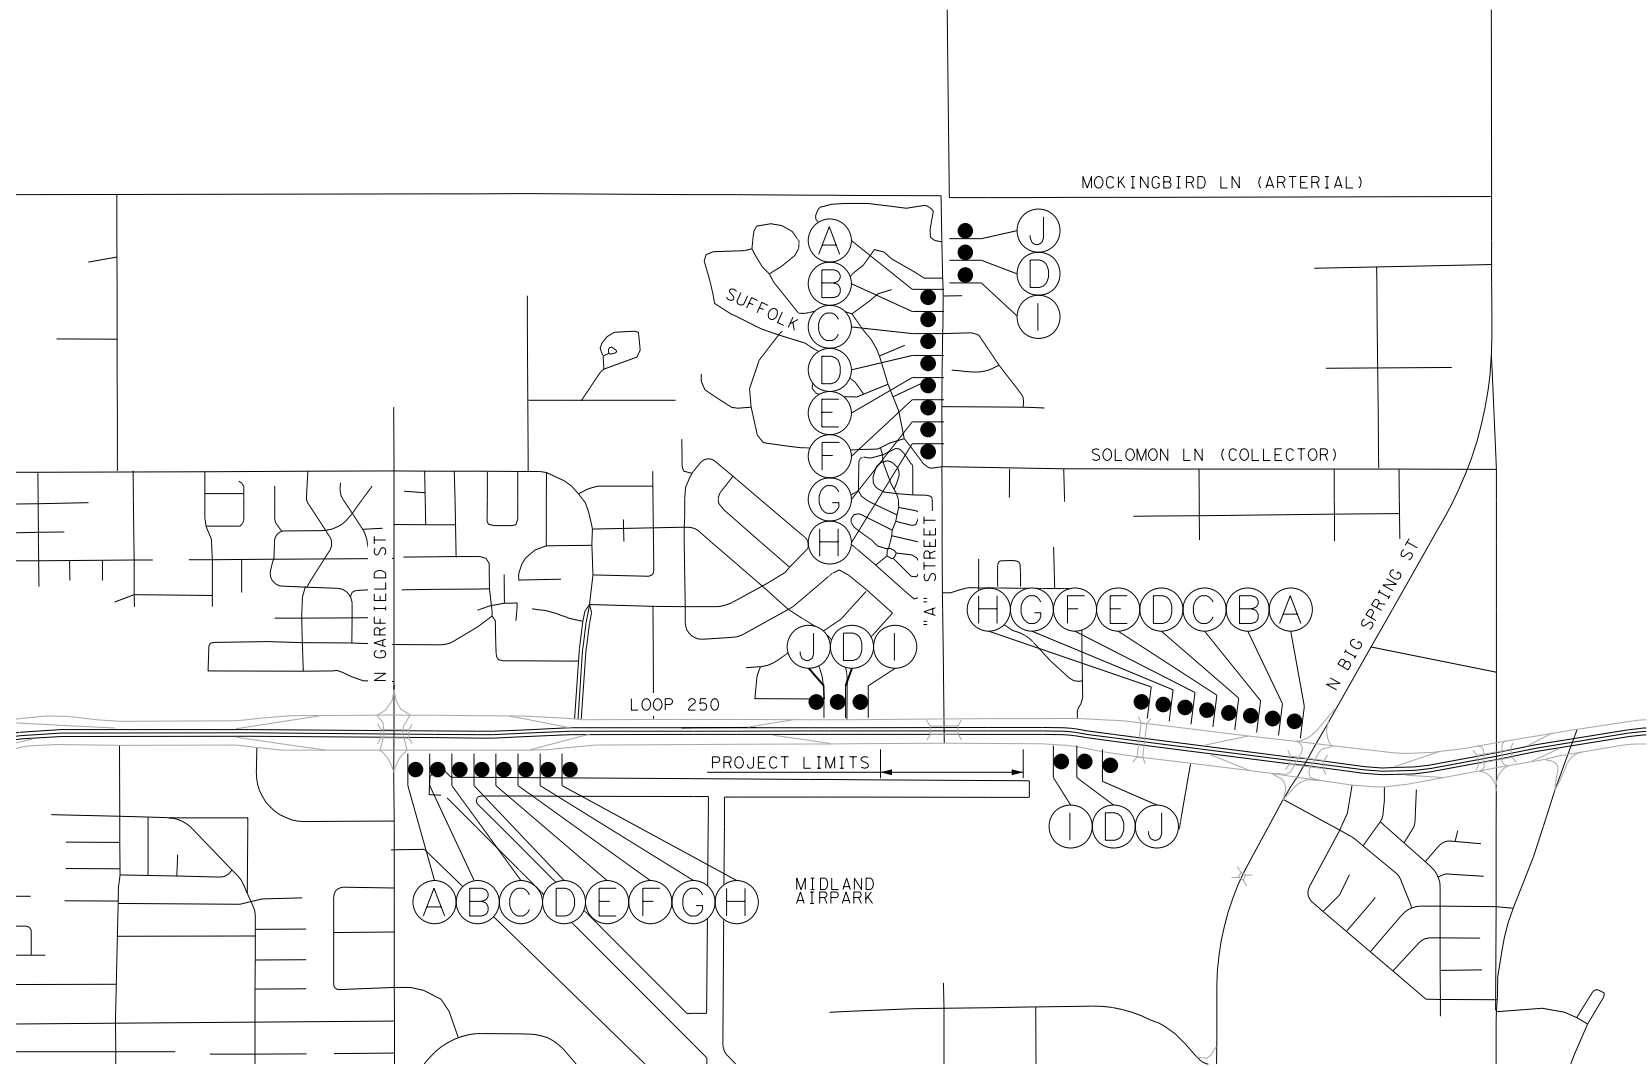 MOCKINGBIRD LN (ARTERIAL)
A
B
C
D
E
F
G
H
J
D
I
SUFFOLK
SOLOMON LN (COLLECTOR)
N GARFIELD ST
"A" STREET
N BIG SPRING ST
H G F E D C B A
J D I
LOOP 250
PROJECT LIMITS
I D J
A B C D E F G H
MIDLAND
AIRPARK